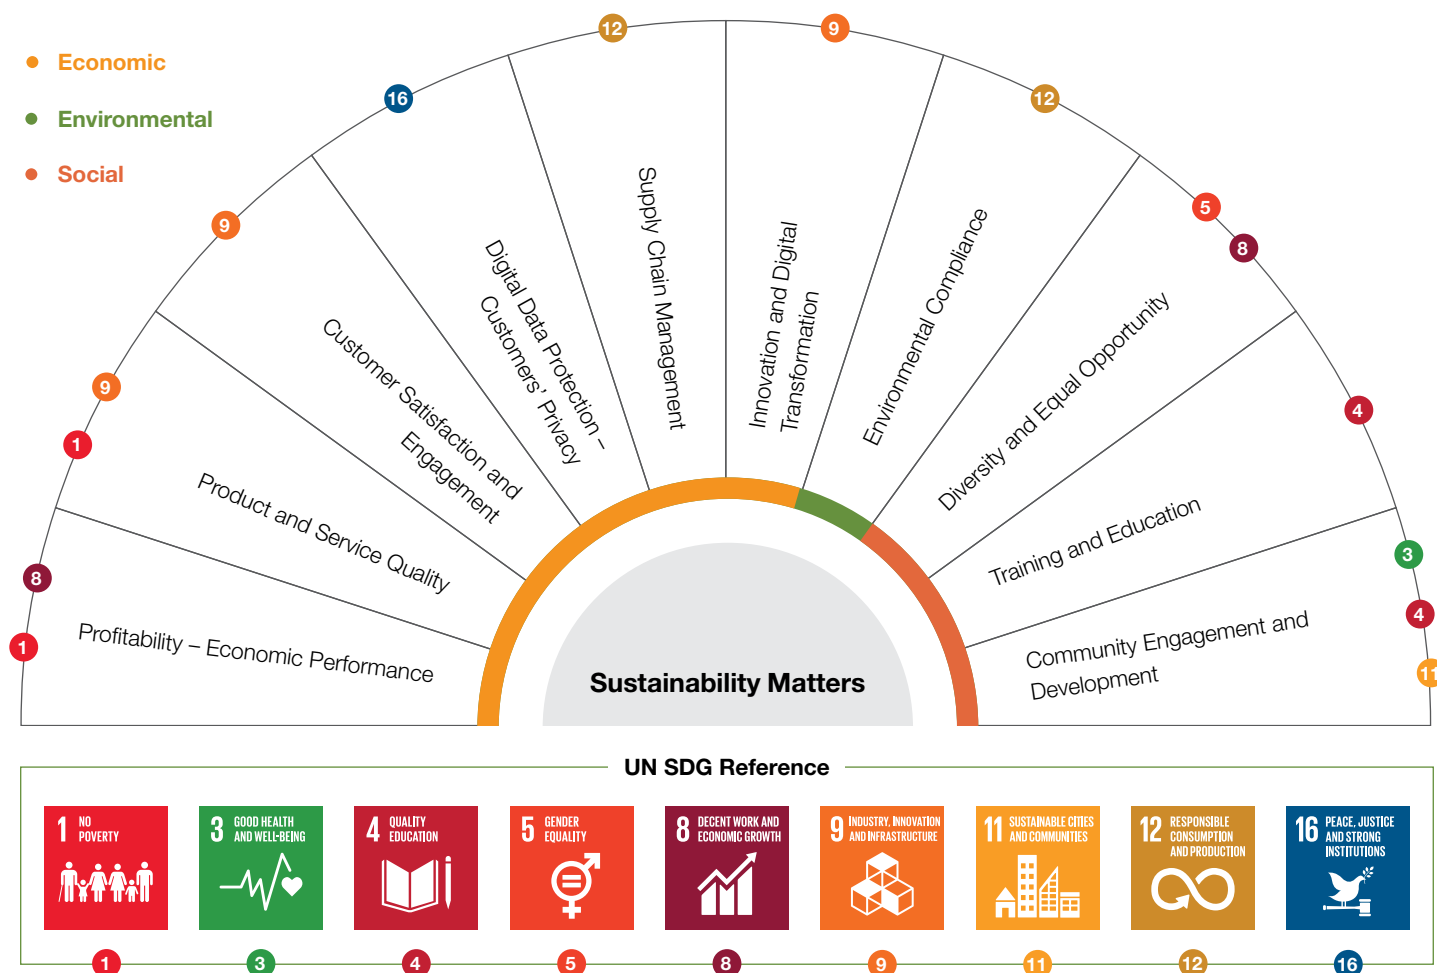 Economic
Environmental
Social
1
8
Profitability – Economic Performance
1
9
Product and Service Quality
9
Customer Satisfaction and
Engagement
16
Digital Data Protection –
Customers’ Privacy
12
Supply Chain Management
9
Innovation and Digital
Transformation
12
Environmental Compliance
5
8
Diversity and Equal Opportunity
4
Training and Education
3
4
11
Community Engagement and
Development
Sustainability Matters
UN SDG Reference
1 NO
POVERTY
3 GOOD HEALTH
AND WELL-BEING
4 QUALITY
EDUCATION
5 GENDER
EQUALITY
8 DECENT WORK AND
ECONOMIC GROWTH
9 INDUSTRY, INNOVATION
AND INFRASTRUCTURE
11 SUSTAINABLE CITIES
AND COMMUNITIES
12 RESPONSIBLE
CONSUMPTION
AND PRODUCTION
16 PEACE, JUSTICE
AND STRONG
INSTITUTIONS
1
3
4
5
8
9
11
12
16